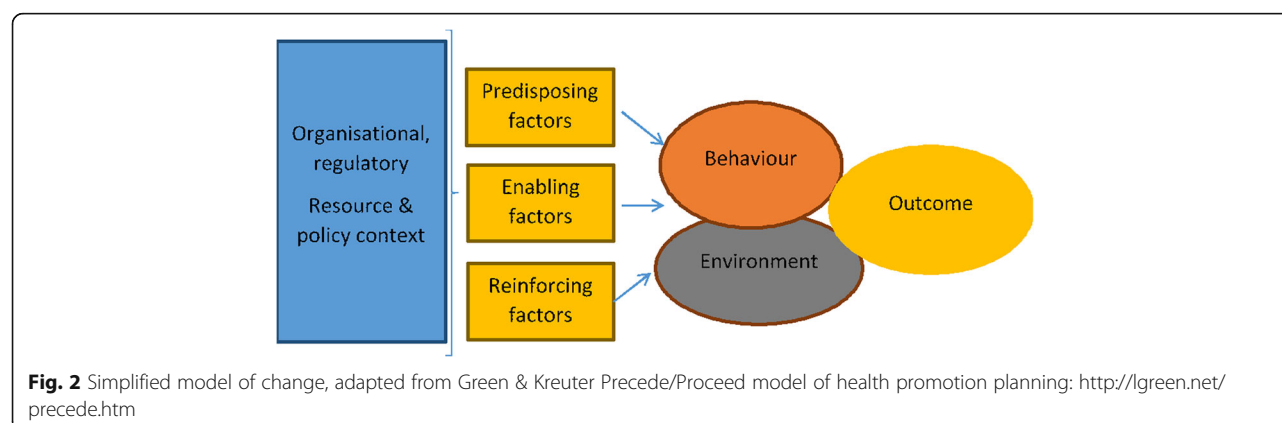 Organisational,
regulatory
Resource &
policy context
Predisposing
factors
Enabling
factors
Reinforcing
factors
Behaviour
Environment
Outcome
Fig. 2 Simplified model of change, adapted from Green & Kreuter Precede/Proceed model of health promotion planning: http://lgreen.net/
precede.htm